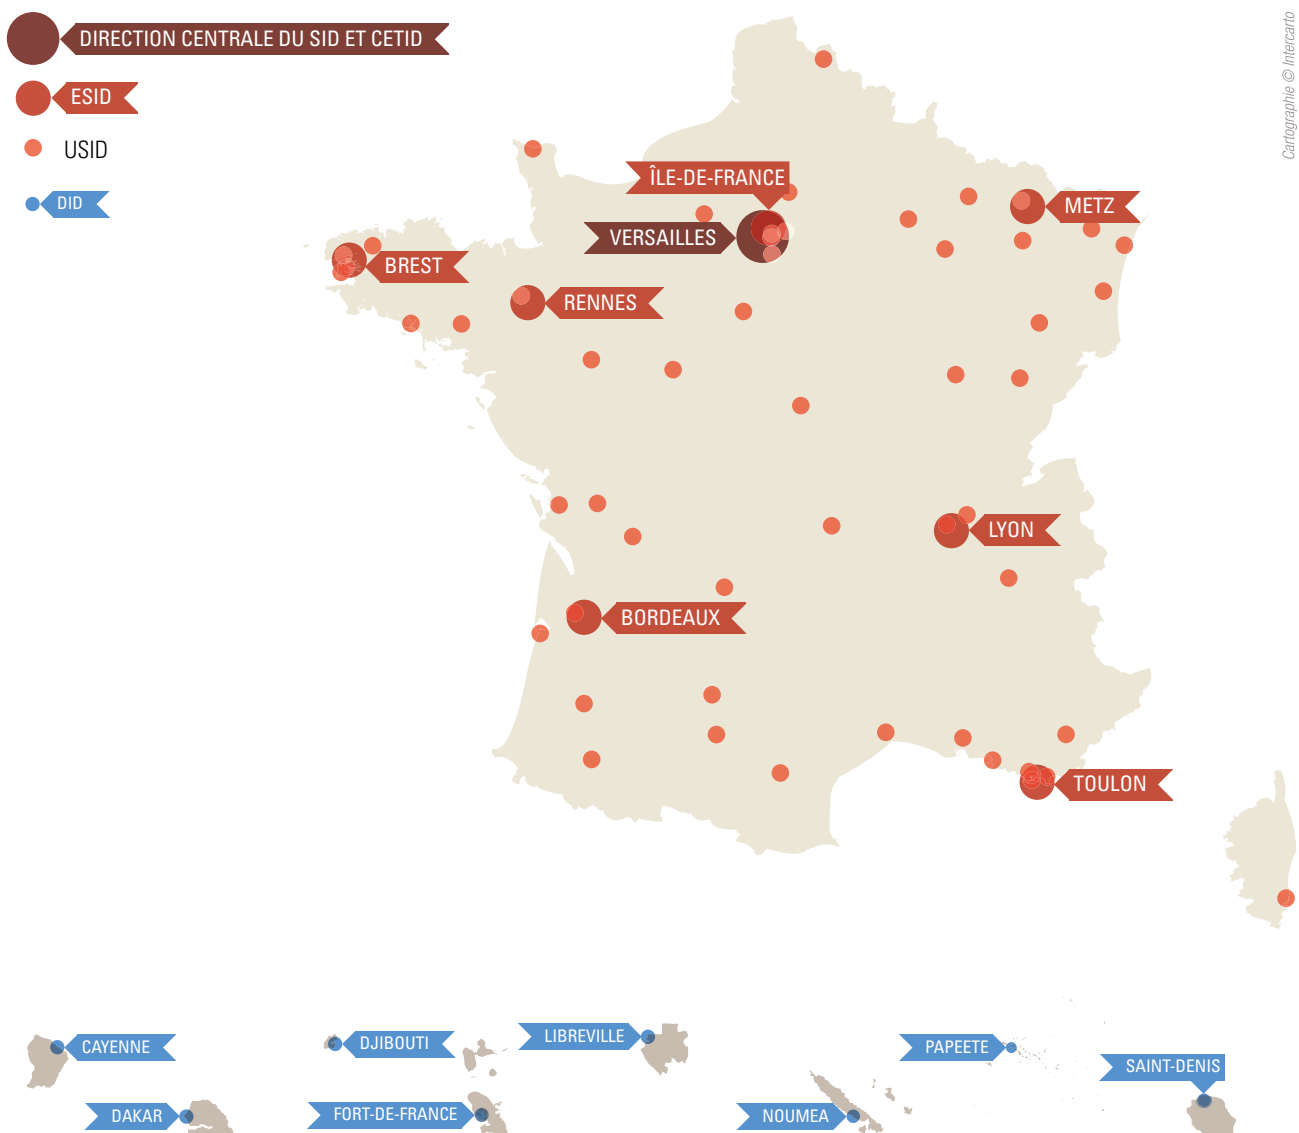 DIRECTION CENTRALE DU SID ET CETID
ESID
USID
DID
Cartographie © Intercarto
ÎLE-DE-FRANCE
VERSAILLES
METZ
BREST
RENNES
LYON
BORDEAUX
TOULON
CAYENNE
DJIBOUTI
LIBREVILLE
PAPEETE
SAINT-DENIS
DAKAR
FORT-DE-FRANCE
NOUMEA